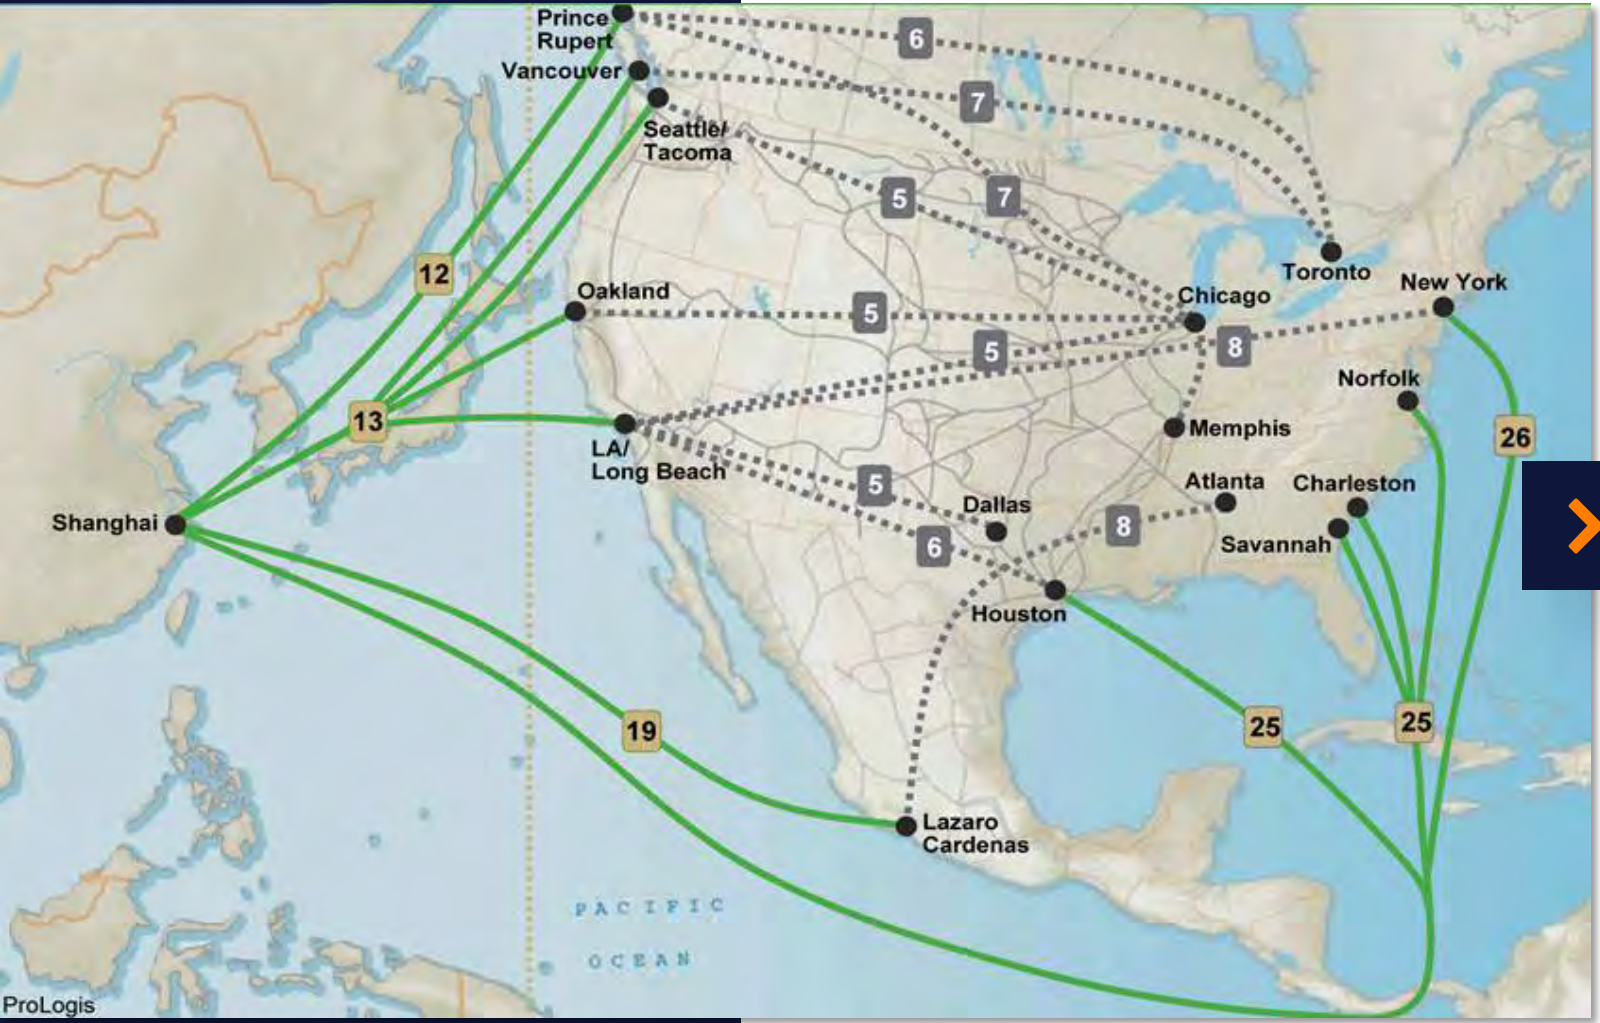 Prince
Rupert
6
Vancouver
7
Seattle/
Tacoma
5
7
12
Toronto
Oakland
New York
Chicago
5
5
8
Norfolk
13
Memphis
26
LA/
Long Beach
5
Atlanta
Charleston
Dallas
8
Shanghai
6
Savannah
Houston
19
25
25
Lazaro
Cardenas
PACIFIC
OCEAN
ProLogis